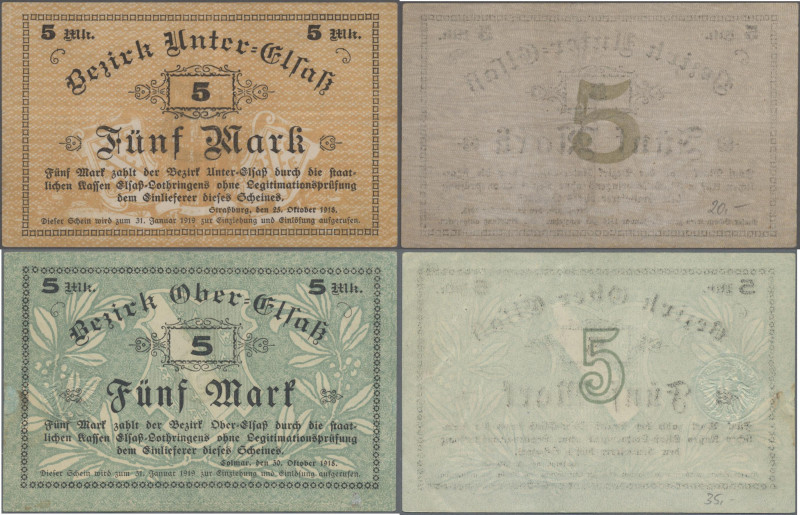 5 Mk. 5 Mk.
Bezirk Unter-Elsaß
5
Fünf Mark
Fünf Mark zahlt der Bezirk Unter-Elsaß durch die staat-
lichen Kassen Elsaß-Lothringens ohne Legitimationsprüfung
dem Einlieferer dieses Scheines.
Straßburg, den 25. Oktober 1918.
Dieser Schein wird zum 31. Januar 1919 zur Einziehung und Einlösung aufgerufen.
5
20,-
5 Mk. 5 Mk.
Bezirk Ober-Elsaß
5
Fünf Mark
Fünf Mark zahlt der Bezirk Ober-Elsaß durch die staat-
lichen Kassen Elsaß-Lothringens ohne Legitimationsprüfung
dem Einlieferer dieses Scheines.
Colmar, den 30. Oktober 1918.
Dieser Schein wird zum 31. Januar 1919 zur Einziehung und Einlösung aufgerufen.
5
35,-